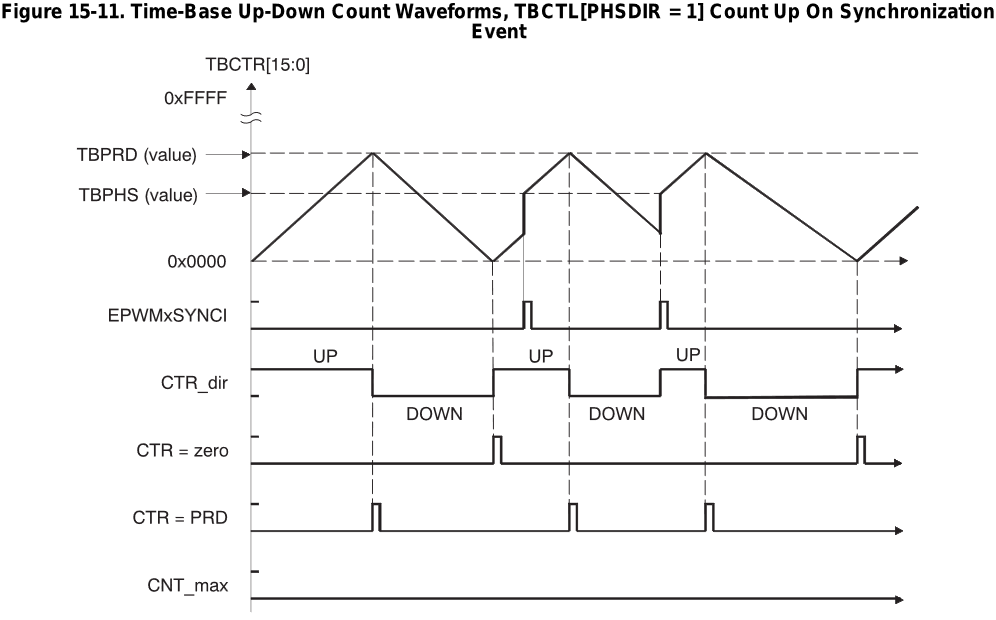 Figure 15-11. Time-Base Up-Down Count Waveforms, TBCTL[PHSDIR = 1] Count Up On Synchronization
Event
TBCTR[15:0]
0xFFFF
TBPRD (value)
TBPHS (value)
0x0000
EPWMxSYNCI
UP UP UP
CTR_dir
DOWN DOWN DOWN
CTR = zero
CTR = PRD
CNT_max